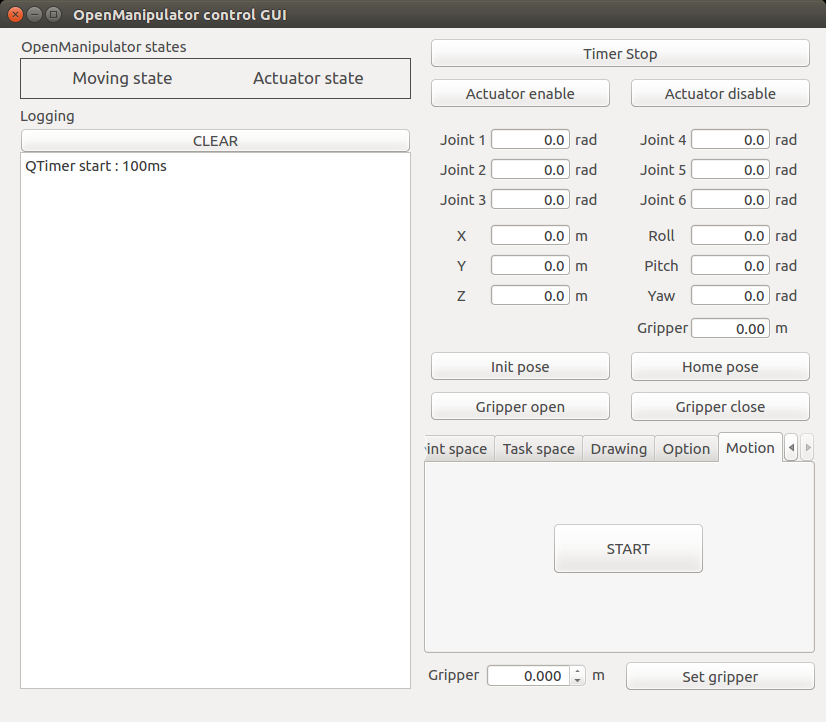 OpenManipulator control GUI
OpenManipulator states
Moving state Actuator state
Logging
CLEAR
QTimer start : 100ms
Timer Stop
Actuator enable Actuator disable
Joint 1 0.0 rad Joint 4 0.0 rad
Joint 2 0.0 rad Joint 5 0.0 rad
Joint 3 0.0 rad Joint 6 0.0 rad
X 0.0 m Roll 0.0 rad
Y 0.0 m Pitch 0.0 rad
Z 0.0 m Yaw 0.0 rad
Gripper 0.00 m
Init pose Home pose
Gripper open Gripper close
int space Task space Drawing Option Motion
START
Gripper 0.000 m Set gripper